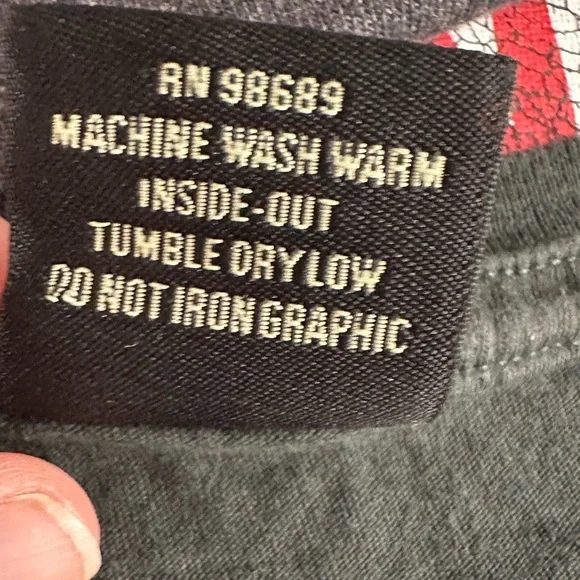 RN 98689
MACHINE WASH WARM
INSIDE-OUT
TUMBLE DRY LOW
DO NOT IRON GRAPHIC